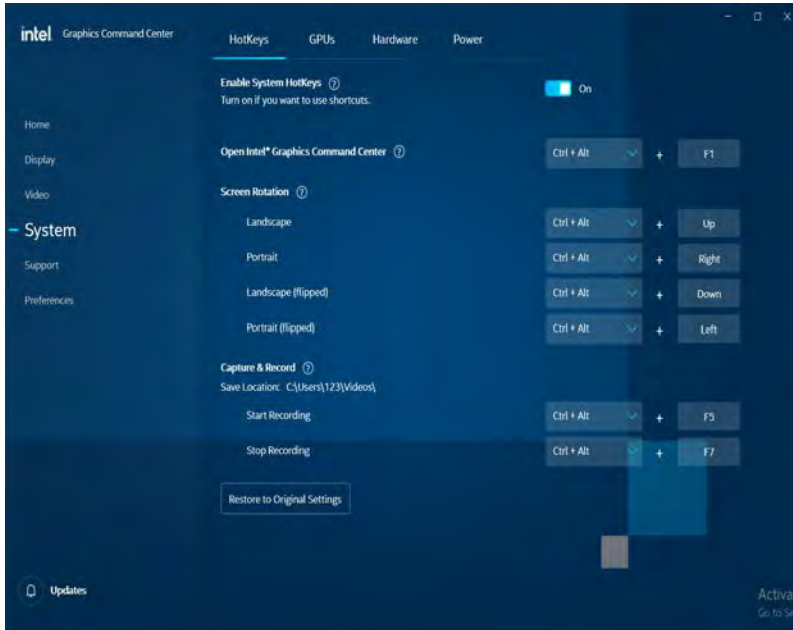 intel Graphics Command Center
HotKeys GPUs Hardware Power
Enable System HotKeys ?
Turn on if you want to use shortcuts.
On
Home
Display
Video
System
Support
Preferences
Open Intel® Graphics Command Center ? Ctrl + Alt + F1
Screen Rotation ?
Landscape Ctrl + Alt + Up
Portrait Ctrl + Alt + Right
Landscape (flipped) Ctrl + Alt + Down
Portrait (flipped) Ctrl + Alt + Left
Capture & Record ?
Save Location: C:\Users\123\Videos\
Start Recording Ctrl + Alt + F5
Stop Recording Ctrl + Alt + F7
Restore to Original Settings
Updates
Activa
Go to Se